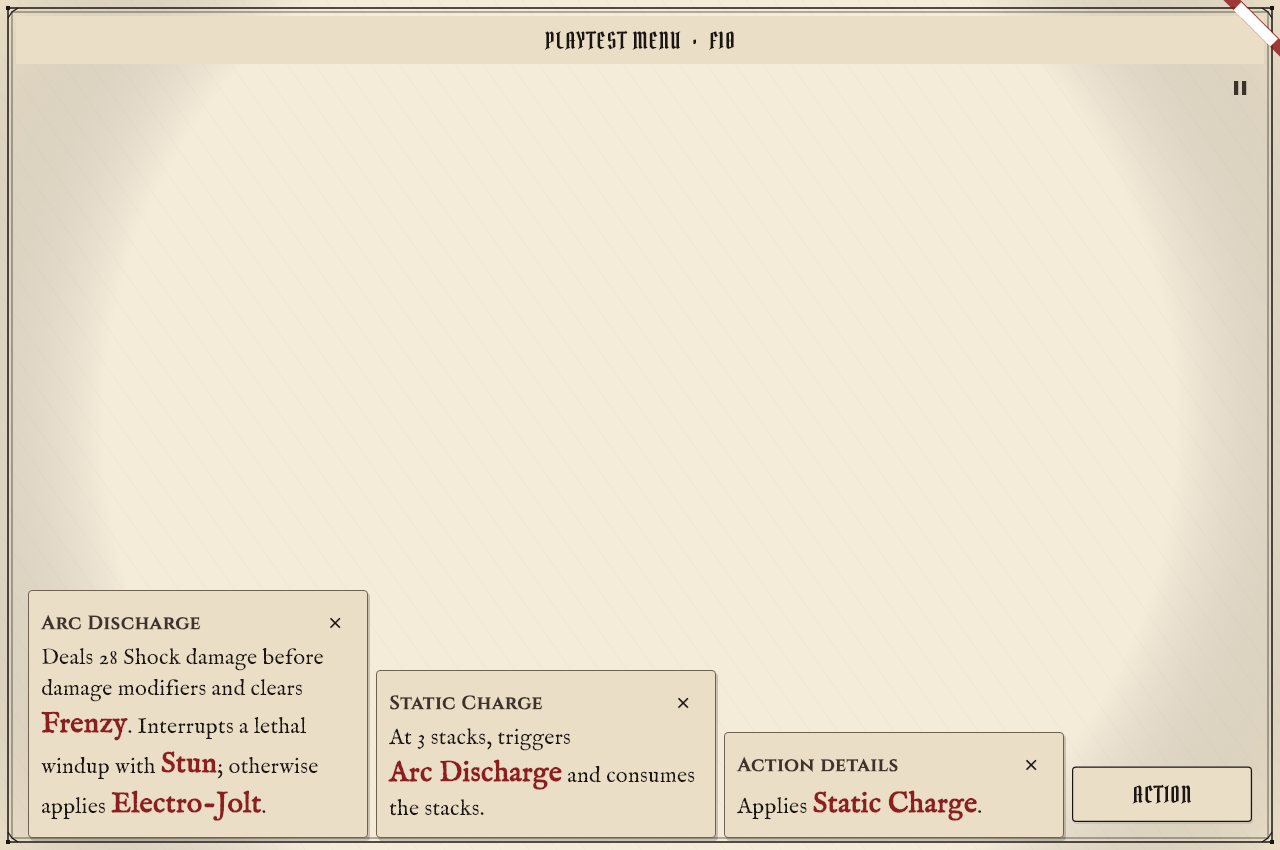 PLAYTEST MENU · F10
Arc Discharge ×
Deals 28 Shock damage before
damage modifiers and clears
Frenzy. Interrupts a lethal
windup with Stun; otherwise
applies Electro-Jolt.
Static Charge ×
At 3 stacks, triggers
Arc Discharge and consumes
the stacks.
Action details ×
Applies Static Charge.
ACTION